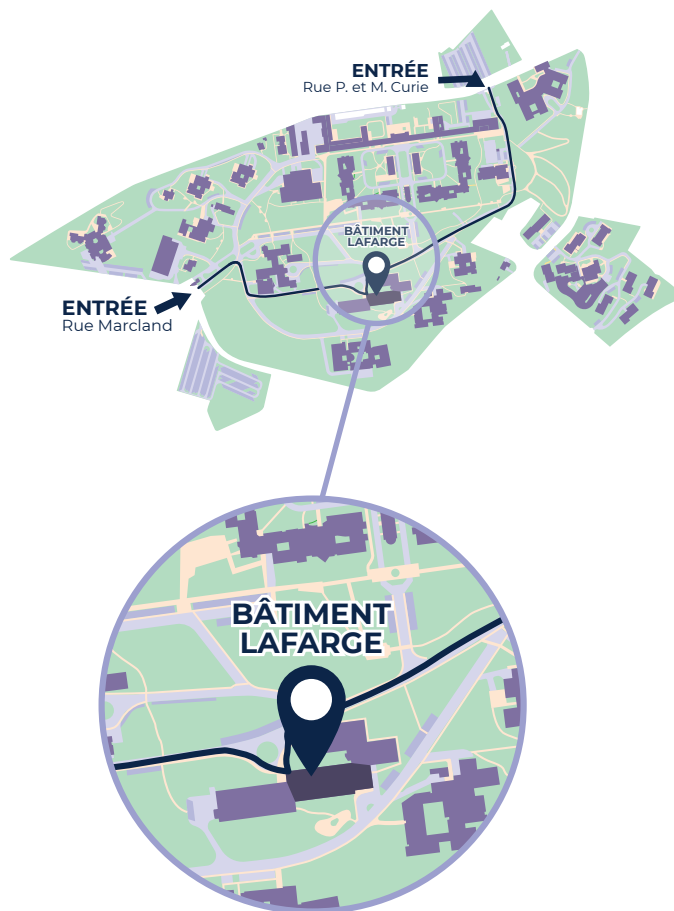 ENTRÉE
Rue P. et M. Curie
BÂTIMENT
LAFARGE
ENTRÉE
Rue Marcland
BÂTIMENT
LAFARGE